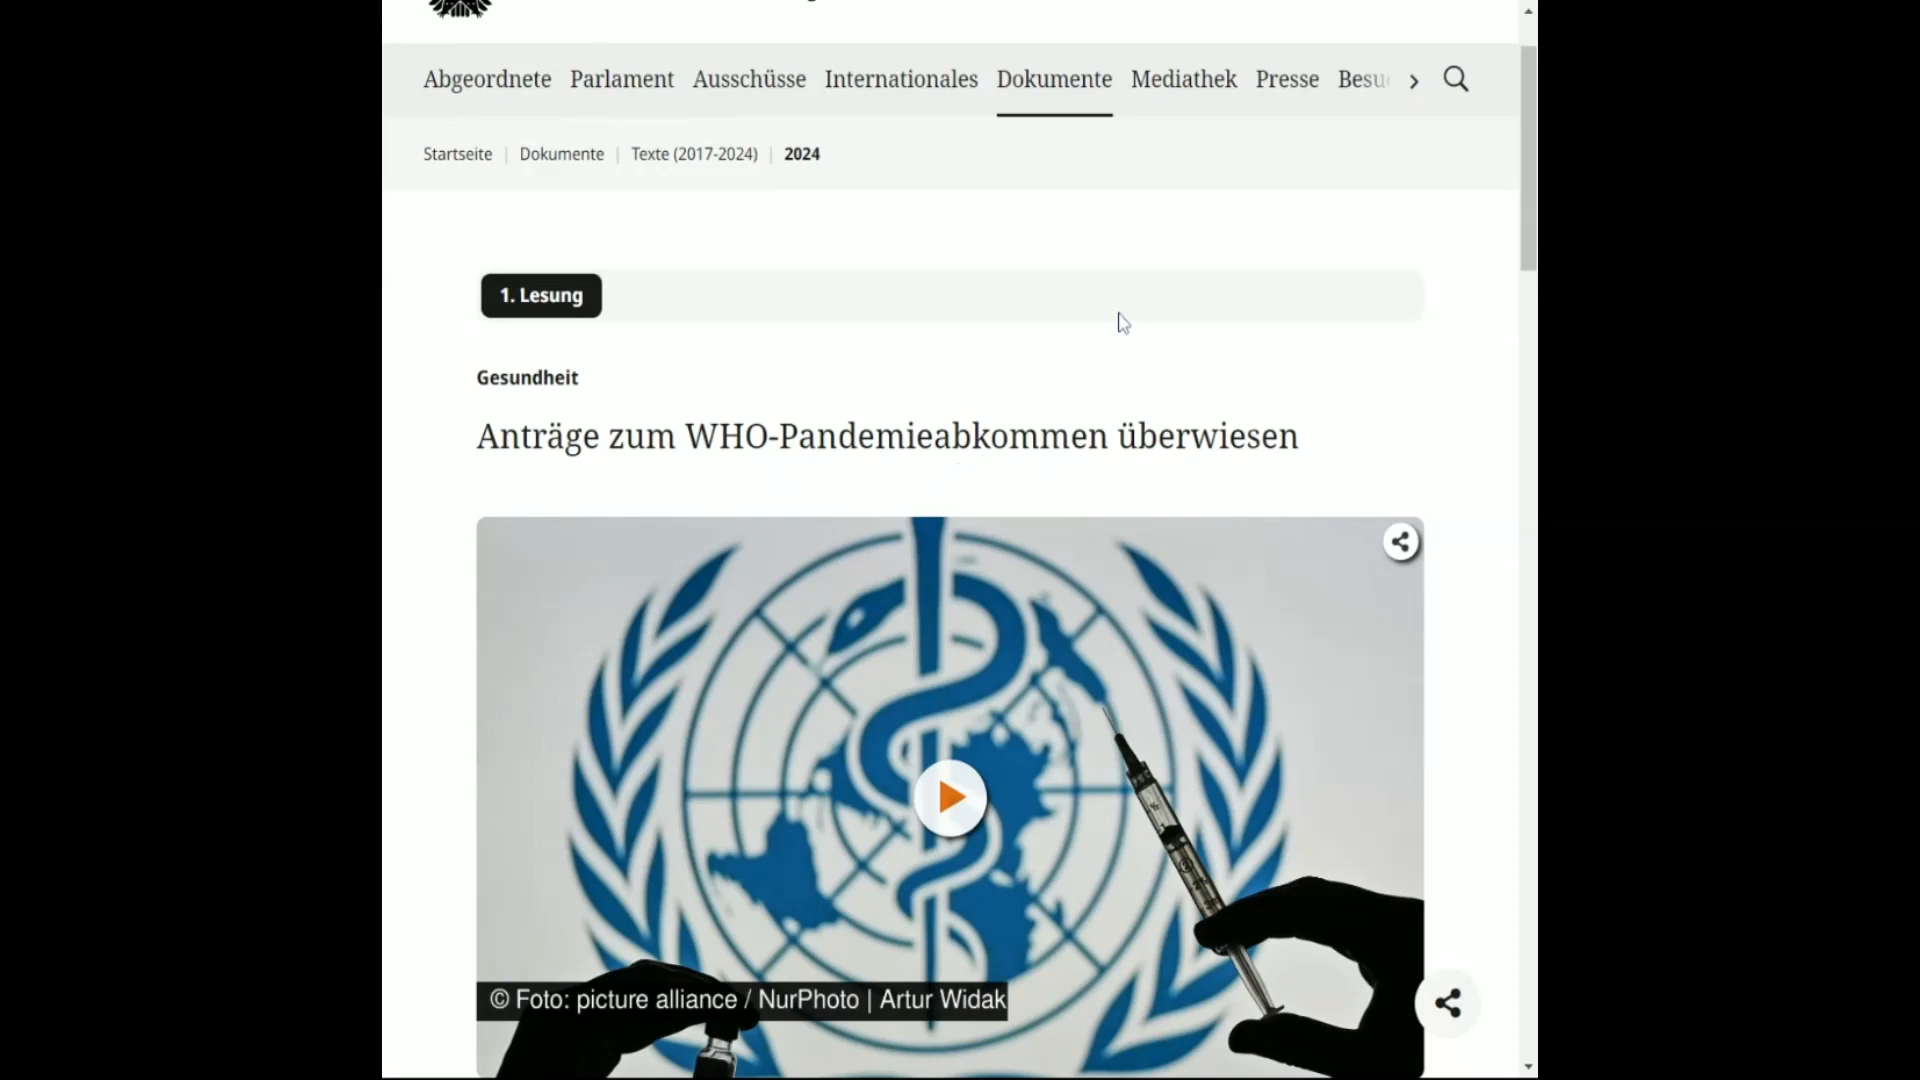 Abgeordnete Parlament Ausschüsse Internationales Dokumente Mediathek Presse
Startseite | Dokumente | Texte (2017-2024) | 2024
1. Lesung
Gesundheit
Anträge zum WHO-Pandemieabkommen überwiesen
© Foto: picture alliance / NurPhoto | Artur Widak